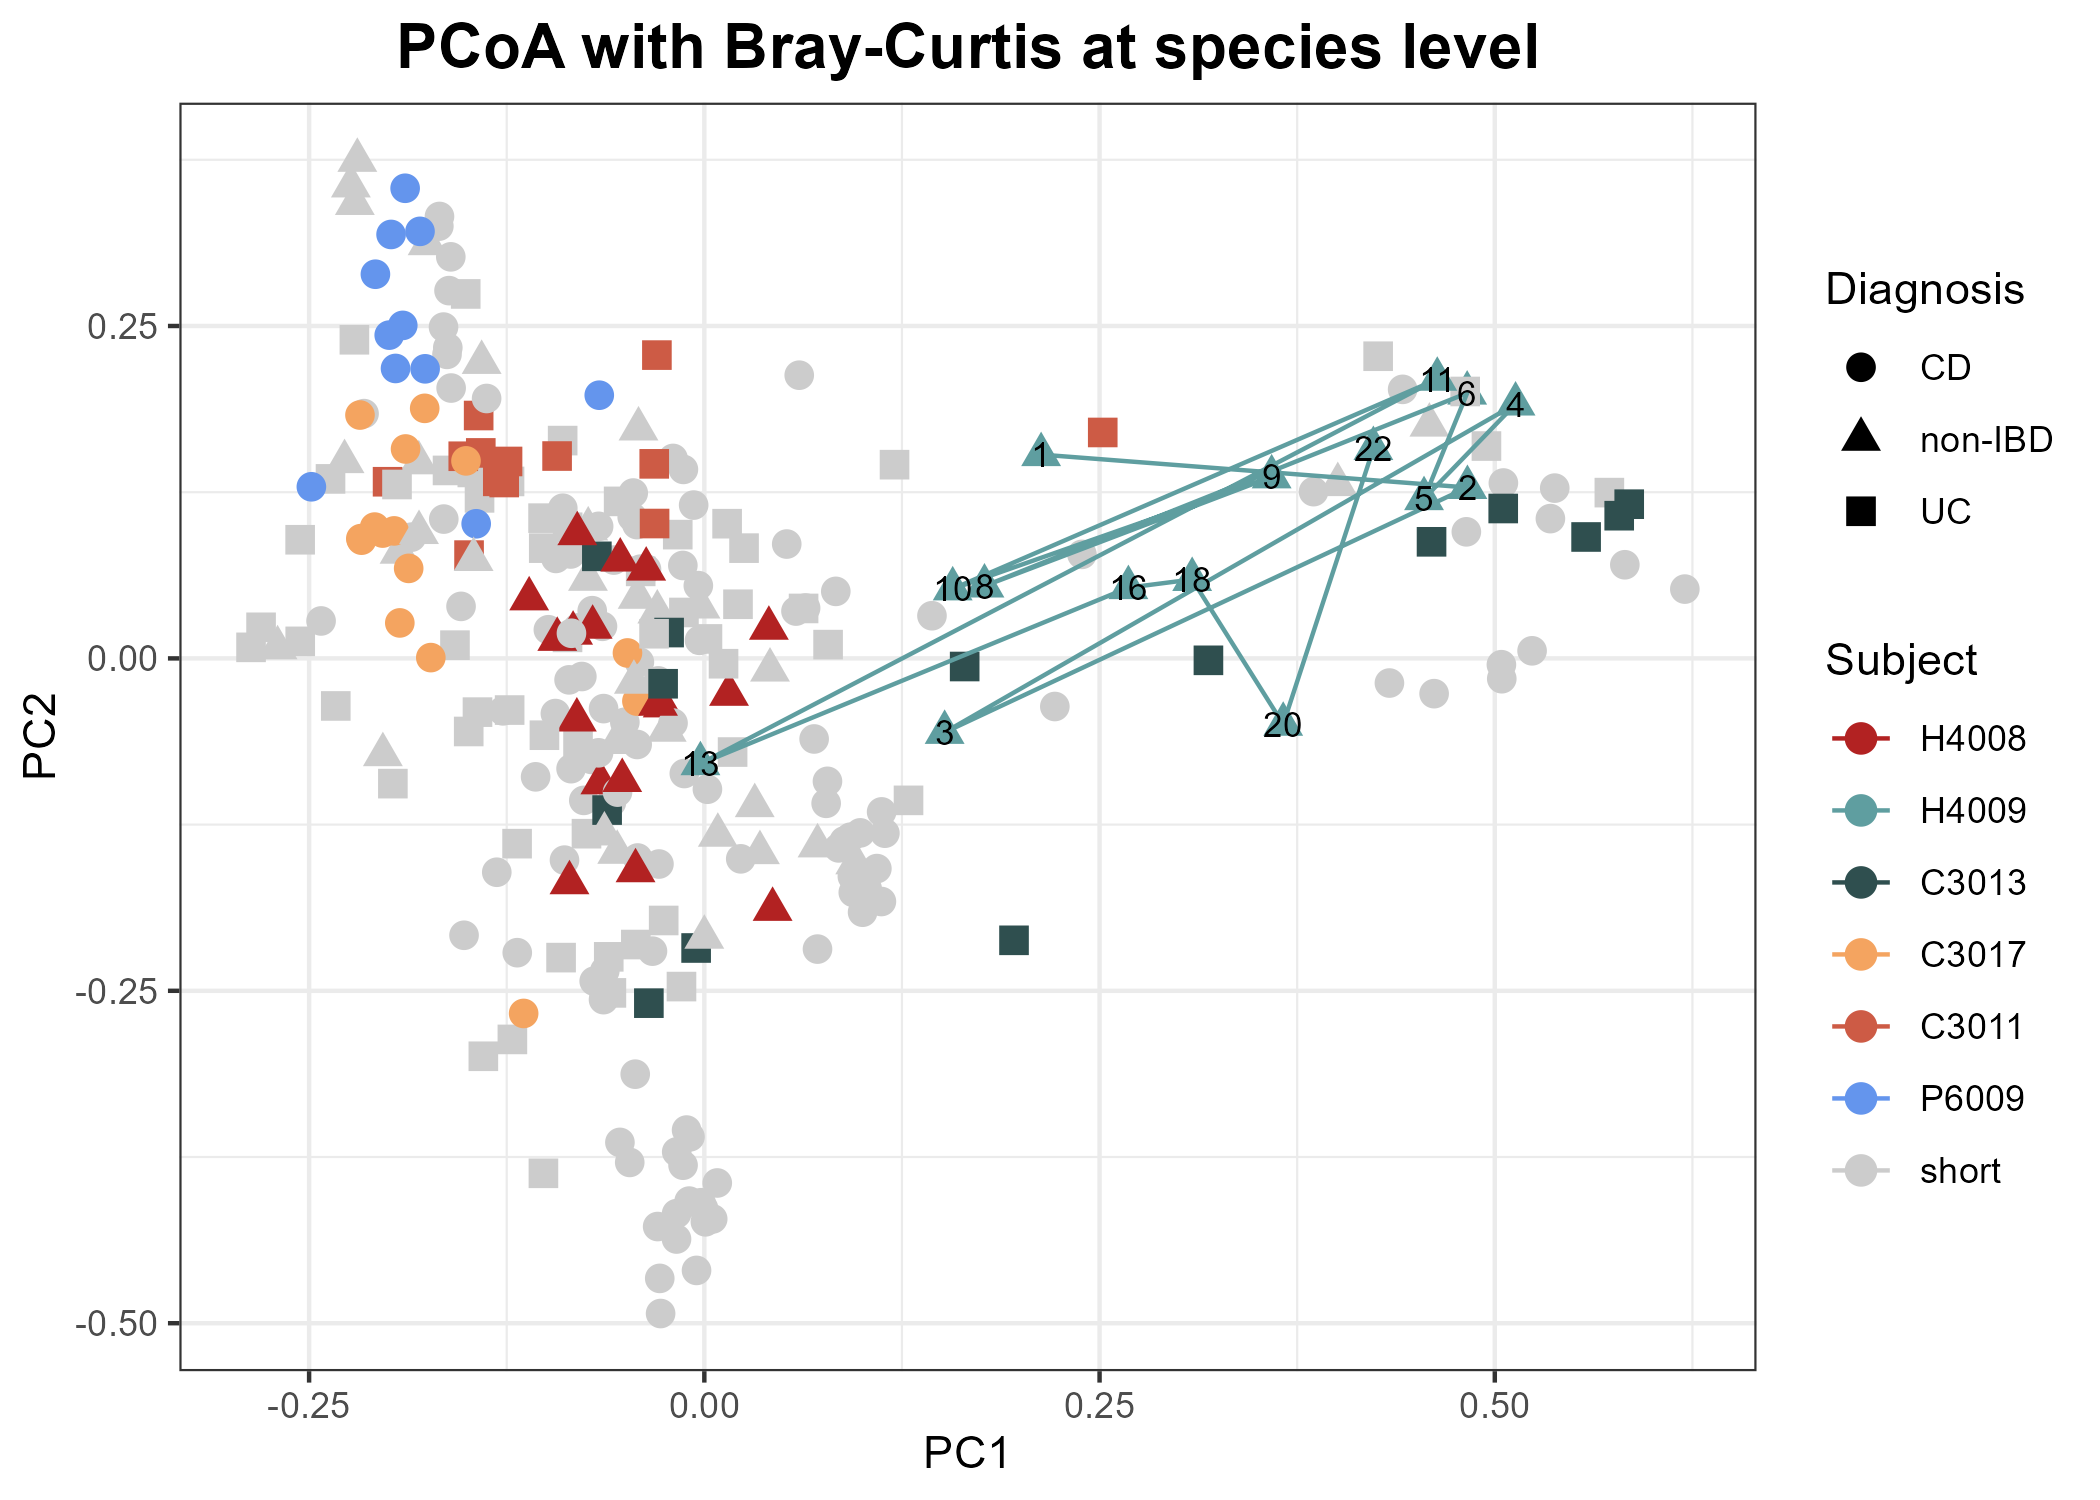 PCoA with Bray-Curtis at species level
PC2
0.25
0.00
-0.25
-0.50
11
6
4
1
22
9
5
2
10
8
16
18
3
20
13
-0.25
0.00
0.25
0.50
PC1
Diagnosis
CD
non-IBD
UC
Subject
H4008
H4009
C3013
C3017
C3011
P6009
short